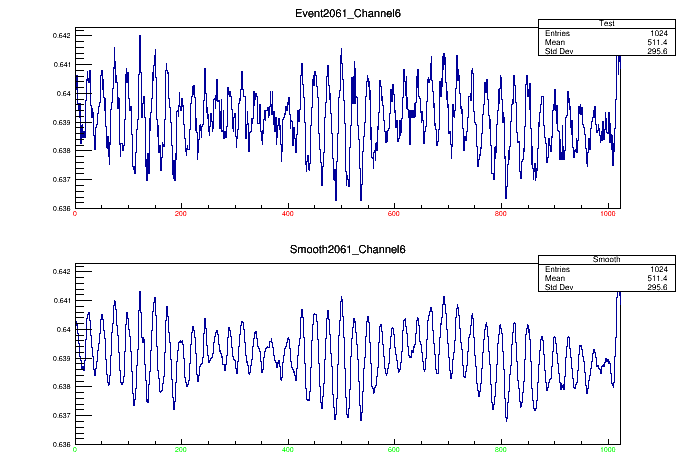 Event2061_Channel6
Test
Entries 1024
Mean 511.4
Std Dev 295.6
0.642
0.641
0.64
0.639
0.638
0.637
0.636
0 200 400 600 800 1000
Smooth2061_Channel6
Smooth
Entries 1024
Mean 511.4
Std Dev 295.6
0.642
0.641
0.64
0.639
0.638
0.637
0.636
0 200 400 600 800 1000